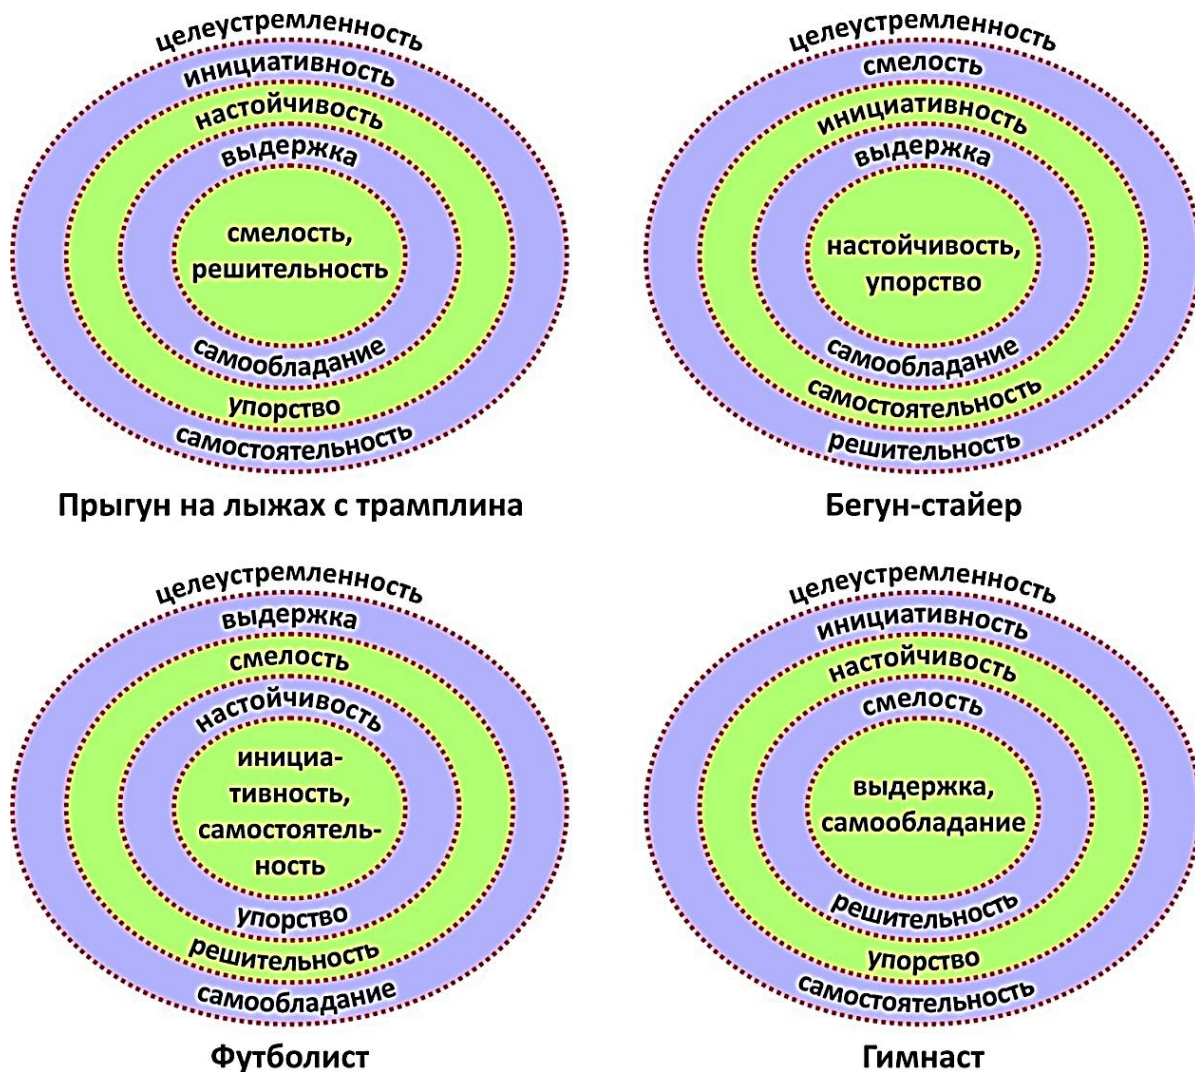 целеустремленность
инициативность
настойчивость
выдержка
смелость,
решительность
самообладание
упорство
самостоятельность
Прыгун на лыжах с трамплина
целеустремленность
смелость
инициативность
выдержка
настойчивость,
упорство
самообладание
самостоятельность
решительность
Бегун-стайер
целеустремленность
выдержка
смелость
настойчивость
инициа-
тивность,
самостоятель-
ность
упорство
решительность
самообладание
Футболист
целеустремленность
инициативность
настойчивость
смелость
выдержка,
самообладание
решительность
упорство
самостоятельность
Гимнаст